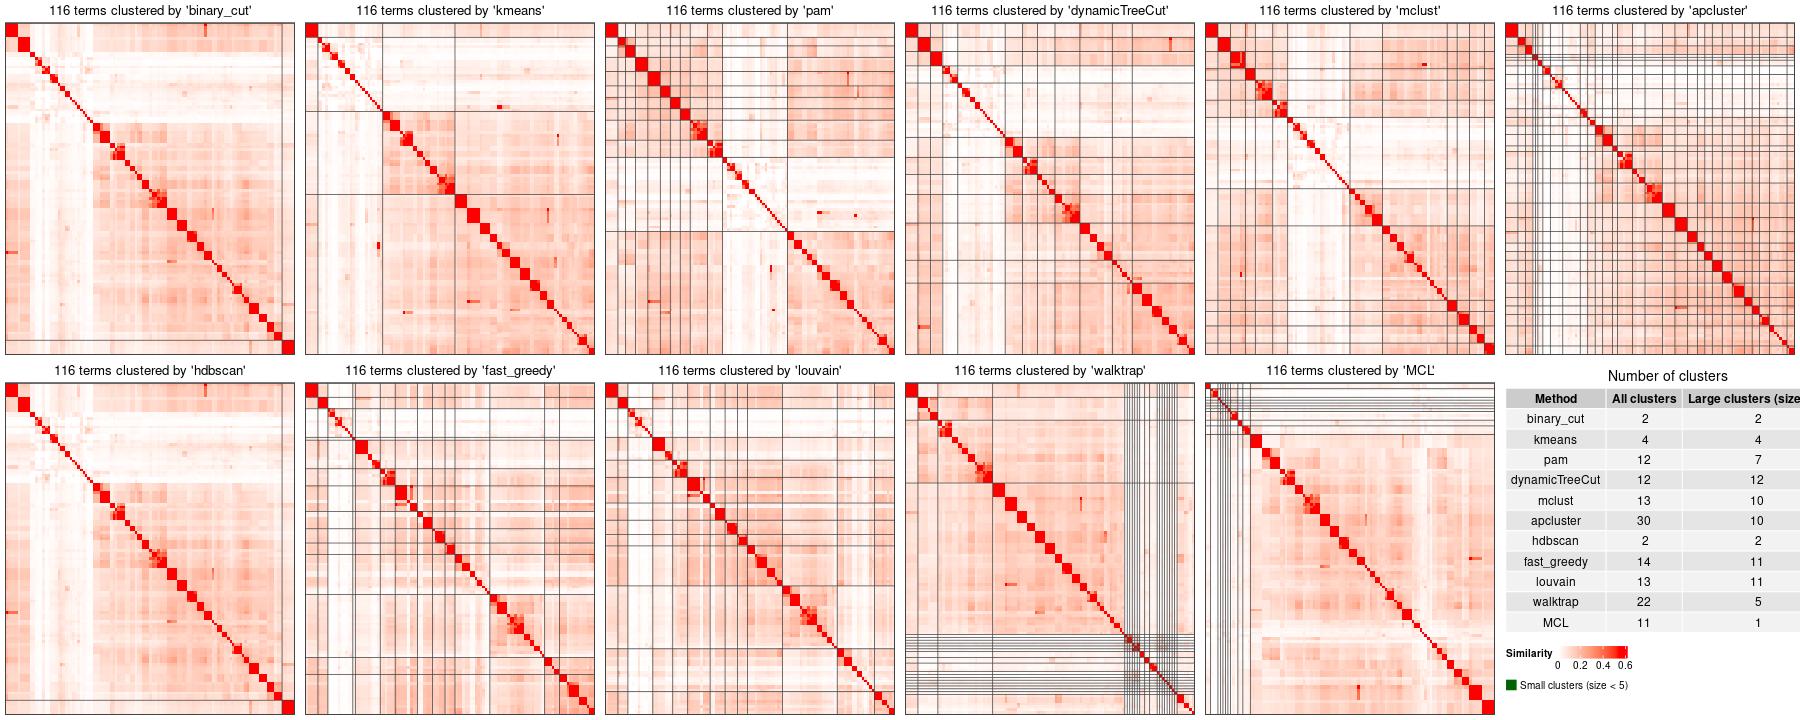 116 terms clustered by 'binary_cut'
116 terms clustered by 'kmeans'
116 terms clustered by 'pam'
116 terms clustered by 'dynamicTreeCut'
116 terms clustered by 'mclust'
116 terms clustered by 'apcluster'
116 terms clustered by 'hdbscan'
116 terms clustered by 'fast_greedy'
116 terms clustered by 'louvain'
116 terms clustered by 'walktrap'
116 terms clustered by 'MCL'
Number of clusters
Method All clusters Large clusters (size
binary_cut 2 2
kmeans 4 4
pam 12 7
dynamicTreeCut 12 12
mclust 13 10
apcluster 30 10
hdbscan 2 2
fast_greedy 14 11
louvain 13 11
walktrap 22 5
MCL 11 1
Similarity
0 0.2 0.4 0.6
Small clusters (size < 5)